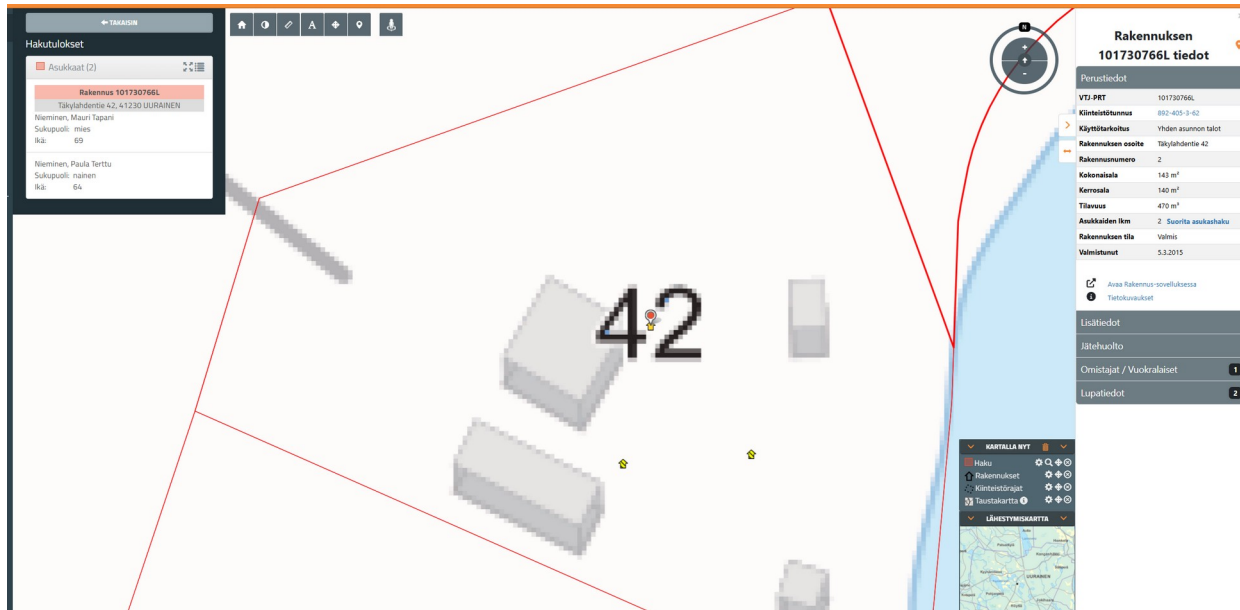 TAKAISIN
Hakutulokset
Asukkaat (2)
Rakennus 101730766L
Täkylahdentie 42, 41230 UURAINEN
Nieminen, Mauri Tapani
Sukupuoli: mies
Ikä: 69
Nieminen, Paula Terttu
Sukupuoli: nainen
Ikä: 64
A
N
42
Rakennuksen
101730766L tiedot
Perustiedot
VTJ-PRT 101730766L
Kiinteistötunnus 892-405-3-62
Käyttötarkoitus Yhden asunnon talot
Rakennuksen osoite Täkylahdentie 42
Rakennusnumero 2
Kokonaisala 143 m²
Kerrosala 140 m²
Tilavuus 470 m³
Asukkaiden lkm 2 Suorita asukashaku
Rakennuksen tila Valmis
Valmistunut 5.3.2015
Avaa Rakennus-sovelluksessa
Tietokuvaukset
Lisätiedot
Jätehuolto
Omistajat / Vuokralaiset 1
Lupatiedot 2
KARTALLA NYT
Haku
Rakennukset
Kiinteistörajat
Taustakartta
LÄHESTYMISKARTTA
UURAINEN